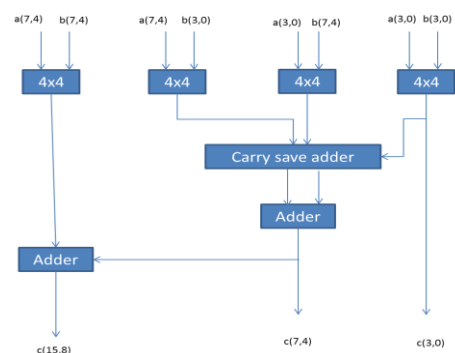 a(7,4) b(7,4) a(7,4) b(3,0) a(3,0) b(7,4) a(3,0) b(3,0)
4x4 4x4 4x4 4x4
Carry save adder
Adder
Adder
c(15,8) c(7,4) c(3,0)